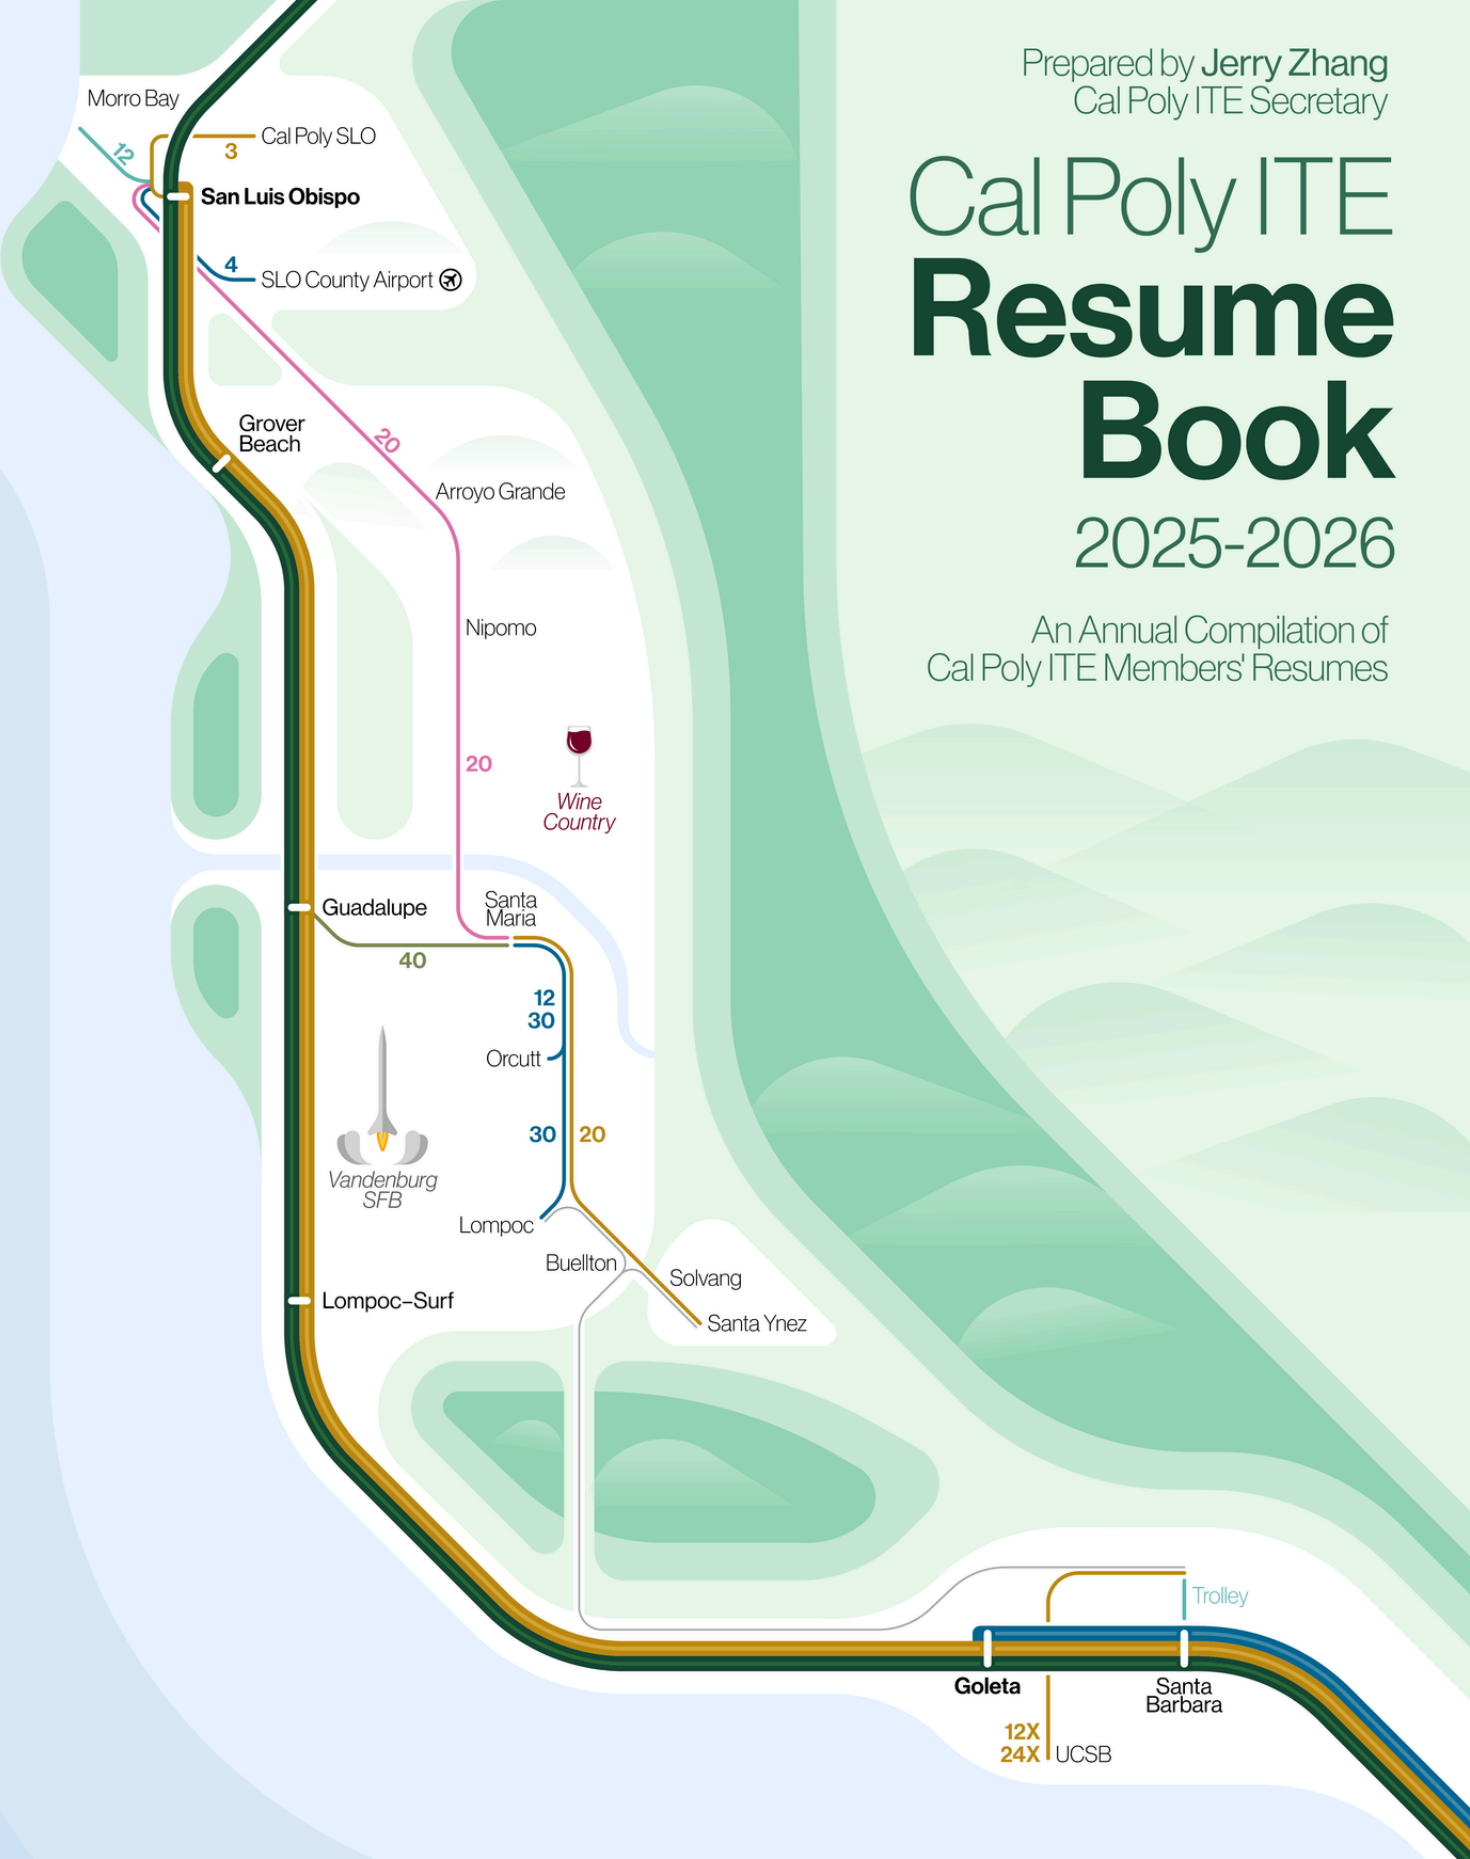 Prepared by Jerry Zhang
Cal Poly ITE Secretary
Cal Poly ITE
Resume
Book
2025-2026
An Annual Compilation of
Cal Poly ITE Members' Resumes
Morro Bay
12
Cal Poly SLO
3
San Luis Obispo
4
SLO County Airport
Grover
Beach
20
Arroyo Grande
Nipomo
20
Wine
Country
Santa
Maria
Guadalupe
40
12
30
Orcutt
30
20
Vandenburg
SFB
Lompoc
Buellton
Solvang
Lompoc–Surf
Santa Ynez
Trolley
Goleta
Santa
Barbara
12X
24X
UCSB